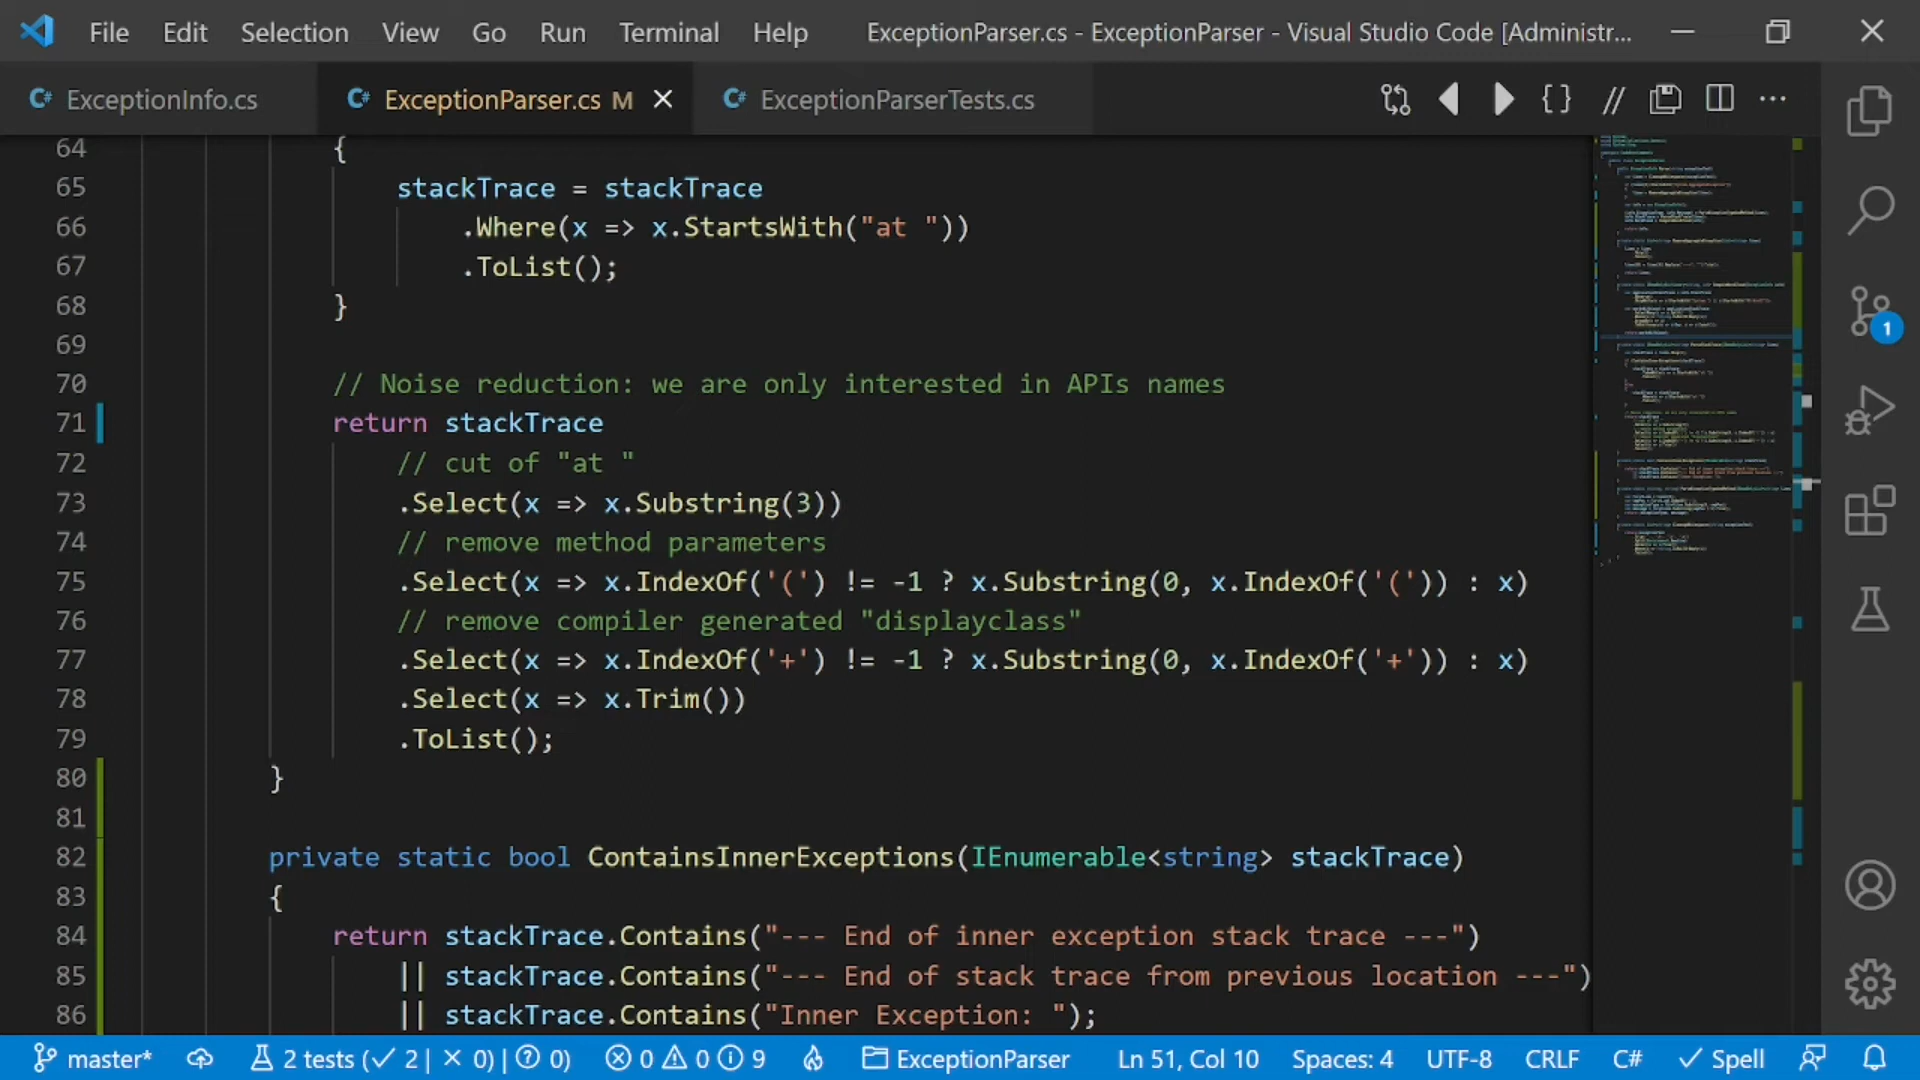 File Edit Selection View Go Run Terminal Help ExceptionParser.cs - ExceptionParser - Visual Studio Code [Administr...
C# ExceptionInfo.cs C# ExceptionParser.cs M C# ExceptionParserTests.cs
64 {
65 stackTrace = stackTrace
66 .Where(x => x.StartsWith("at "))
67 .ToList();
68 }
69
70 // Noise reduction: we are only interested in APIs names
71 return stackTrace
72 // cut of "at "
73 .Select(x => x.Substring(3))
74 // remove method parameters
75 .Select(x => x.IndexOf('(') != -1 ? x.Substring(0, x.IndexOf('(')) : x)
76 // remove compiler generated "displayclass"
77 .Select(x => x.IndexOf('+') != -1 ? x.Substring(0, x.IndexOf('+')) : x)
78 .Select(x => x.Trim())
79 .ToList();
80 }
81
82 private static bool ContainsInnerExceptions(IEnumerable<string> stackTrace)
83 {
84 return stackTrace.Contains("--- End of inner exception stack trace ---")
85 || stackTrace.Contains("--- End of stack trace from previous location ---")
86 || stackTrace.Contains("Inner Exception: ");
1
master* 2 tests (✓ 2 | × 0) | ? 0) 0 0 9 ExceptionParser Ln 51, Col 10 Spaces: 4 UTF-8 CRLF C# ✓ Spell